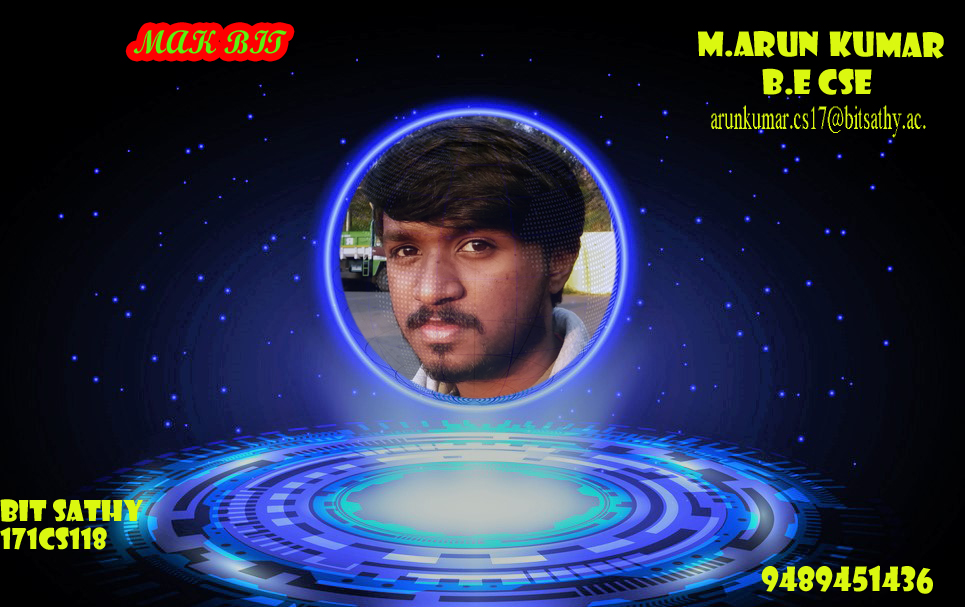 MAK BIT
M.ARUN KUMAR
B.E CSE
arunkumar.cs17@bitsathy.ac.
BIT SATHY
171CS118
9489451436